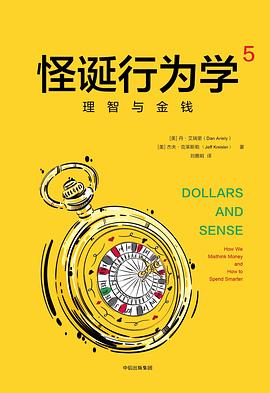 怪诞行为学5
理智与金钱
[美] 丹·艾瑞里（Dan Ariely）
[美] 杰夫·克莱斯勒（Jeff Kreisler） 著
刘雅娟 译
DOLLARS
AND
SENSE
How We
Misthink Money
and
How to
Spend Smarter
中信出版集团